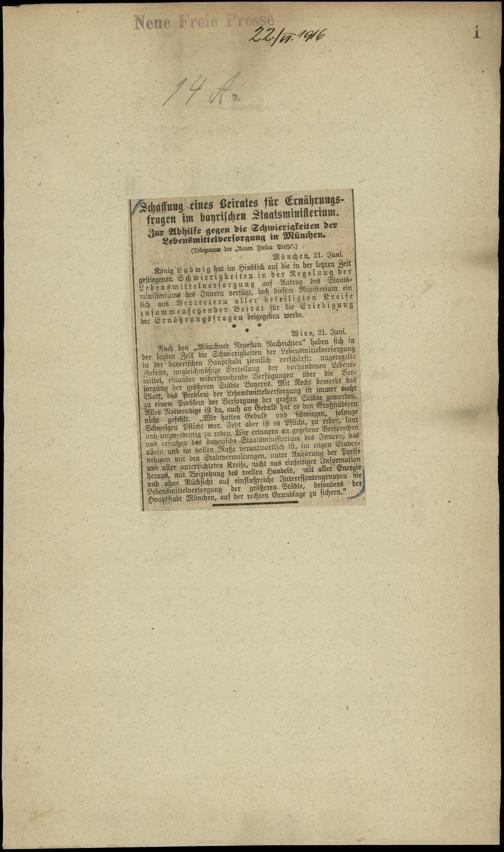 Neue Freie Presse
22./VI. 1916
1
14 A
Schaffung eines Beirates für Ernährungs-
fragen im bayrischen Staatsministerium.
Zur Abhilfe gegen die Schwierigkeiten der
Lebensmittelversorgung in München.
(Telegramm der „Neuen Freien Presse“.)
München, 21. Juni.
König Ludwig hat im Hinblick auf die in der letzten Zeit
gestiegenen Schwierigkeiten in der Regelung der
Lebensmittelversorgung auf Antrag des Staats-
ministeriums des Innern verfügt, daß diesem Ministerium ein
sich aus Vertretern aller beteiligten Kreise
zusammensetzender Beirat für die Erledigung
der Ernährungsfragen beigegeben werde.
* * *
Wien, 21. Juni.
Nach den „Münchner Neuesten Nachrichten“ haben sich in
der letzten Zeit die Schwierigkeiten der Lebensmittelversorgung
in der bayerischen Hauptstadt ziemlich verschärft: ungeregelte
Zufuhr, ungleichmäßige Verteilung der vorhandenen Lebens-
mittel, einander widersprechende Verfügungen über die Ver-
sorgung der größeren Städte Bayerns. Mit Recht bemerkt das
Blatt, das Problem der Lebensmittelversorgung ist immer mehr
zu einem Problem der Versorgung der großen Städte geworden.
Alles Notwendige ist da, auch an Geduld hat es den Großstädtern
nicht gefehlt. „Wir hatten Geduld und schwiegen, solange
Schweigen Pflicht war. Jetzt aber ist es Pflicht, zu reden, laut
und unzweideutig zu reden. Wir erinnern an gegebene Versprechen
und ersuchen das bayerische Staatsministerium des Innern, das
allein und im vollen Maße verantwortlich ist, im engen Einver-
nehmen mit den Stadtverwaltungen, unter Anhörung der Presse
und aller unterrichteten Kreise, nicht aus einseitiger Information
heraus, mit Beiziehung des reellen Handels, mit aller Energie
und ohne Rücksicht auf einflußreiche Interessentengruppen die
Lebensmittelversorgung der größeren Städte, besonders der
Hauptstadt München, auf der rechten Grundlage zu sichern.“